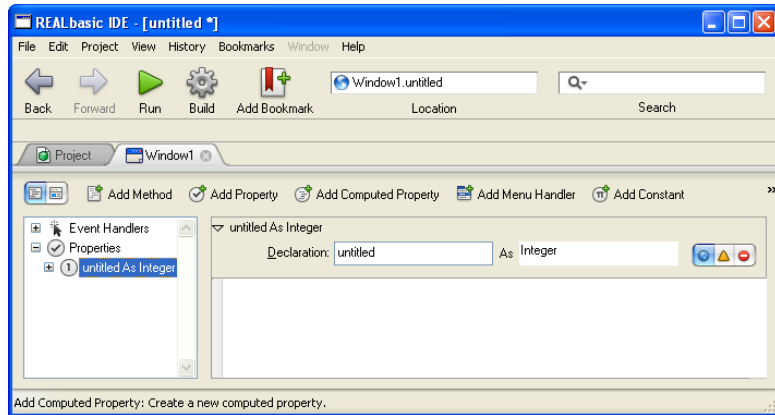 REALbasic IDE - [untitled *]
File Edit Project View History Bookmarks Window Help
Window1.untitled
Back Forward Run Build Add Bookmark Location Search
Project Window1
Add Method Add Property Add Computed Property Add Menu Handler Add Constant »
Event Handlers
Properties
1 untitled As Integer
untitled As Integer
Declaration: untitled As Integer
Add Computed Property: Create a new computed property.